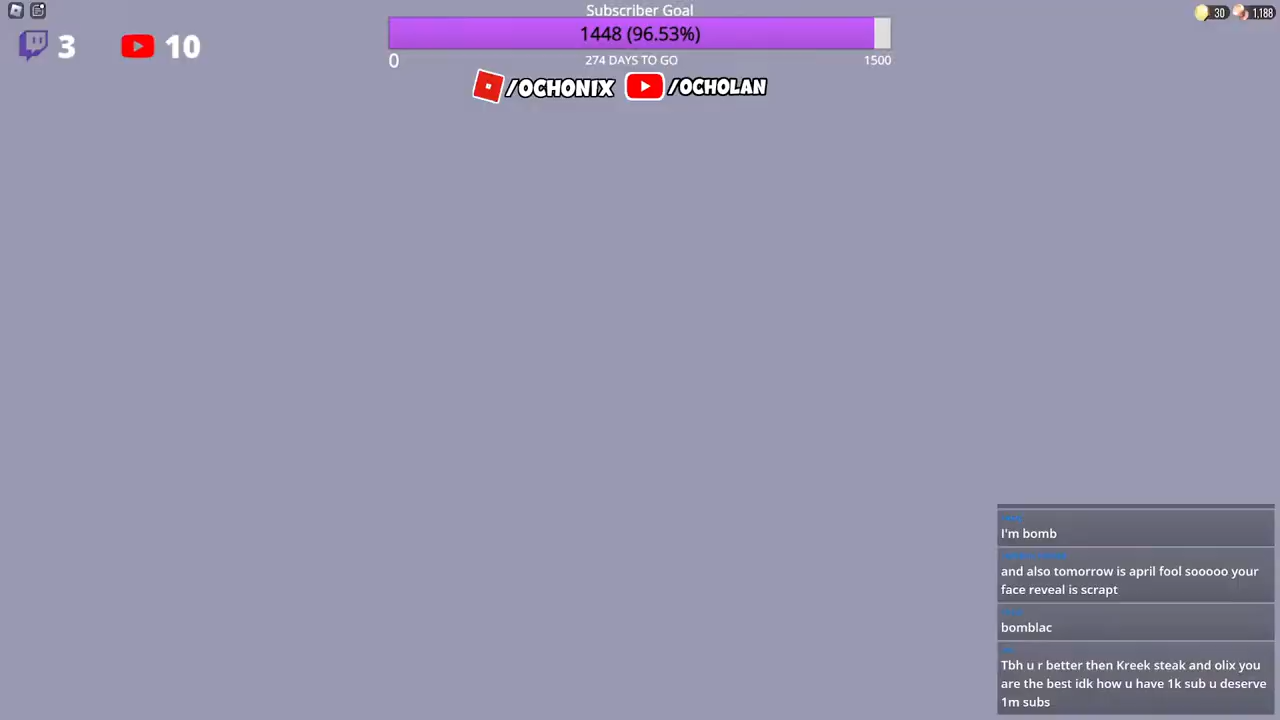 Subscriber Goal
30
1,188
3
10
1448 (96.53%)
0
274 DAYS TO GO
1500
/OCHONIX
/OCHOLAN
I'm bomb
and also tomorrow is april fool sooooo your
face reveal is scrapt
bomblac
Tbh u r better then Kreek steak and olix you
are the best idk how u have 1k sub u deserve
1m subs